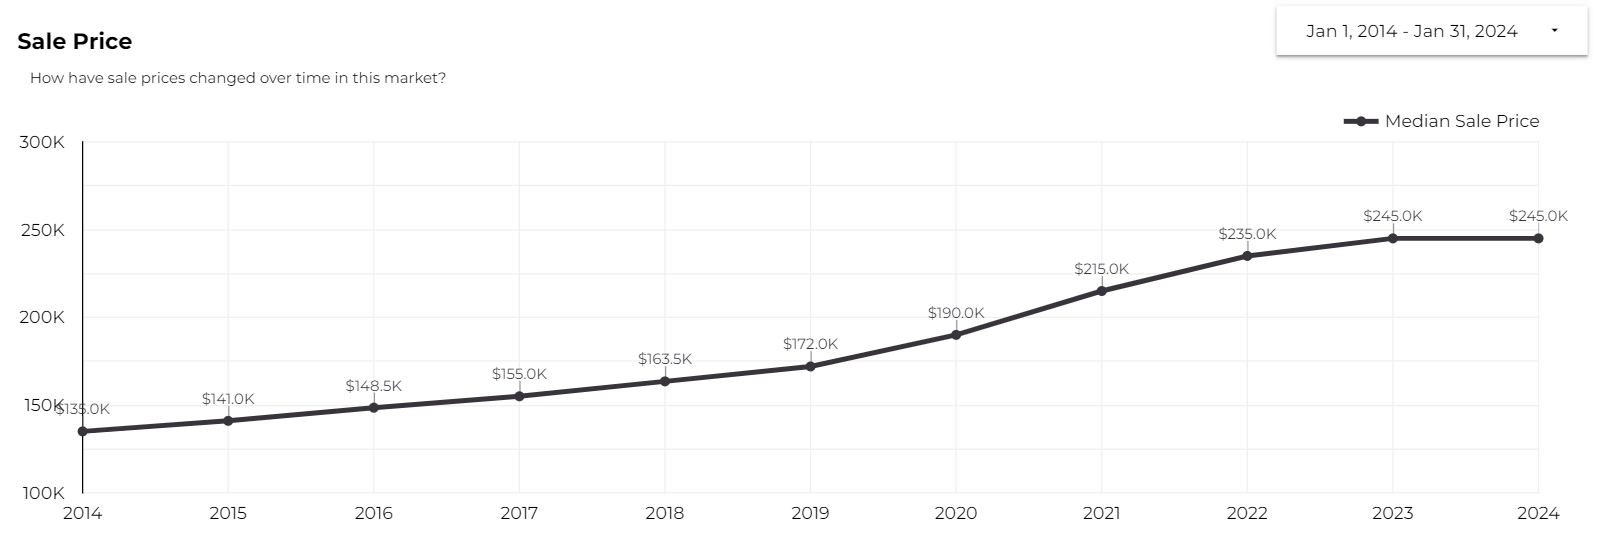 Sale Price
Jan 1, 2014 - Jan 31, 2024
How have sale prices changed over time in this market?
Median Sale Price
300K
250K
200K
150K
100K
$135.0K
$141.0K
$148.5K
$155.0K
$163.5K
$172.0K
$190.0K
$215.0K
$235.0K
$245.0K
$245.0K
2014 2015 2016 2017 2018 2019 2020 2021 2022 2023 2024